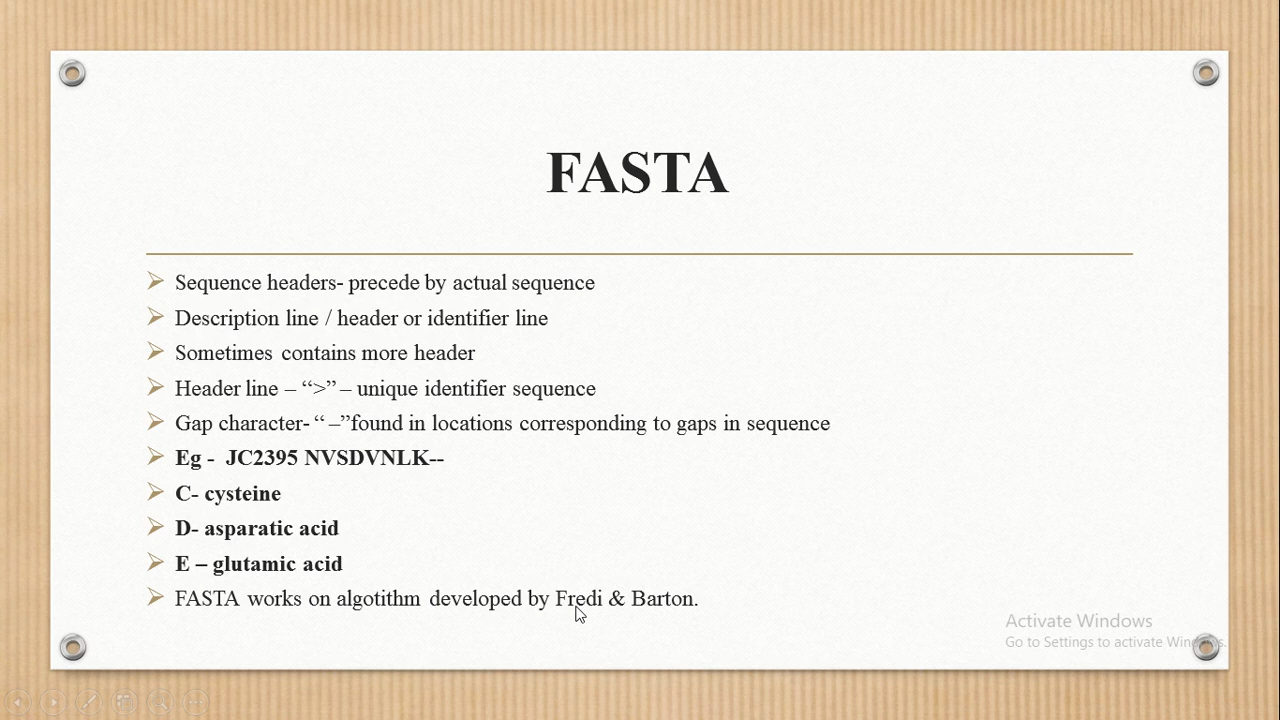 FASTA
Sequence headers- precede by actual sequence
Description line / header or identifier line
Sometimes contains more header
Header line – “>” – unique identifier sequence
Gap character- “ –”found in locations corresponding to gaps in sequence
Eg -  JC2395 NVSDVNLK--
C- cysteine
D- asparatic acid
E – glutamic acid
FASTA works on algotithm developed by Fredi & Barton.
Activate Windows
Go to Settings to activate Windows.